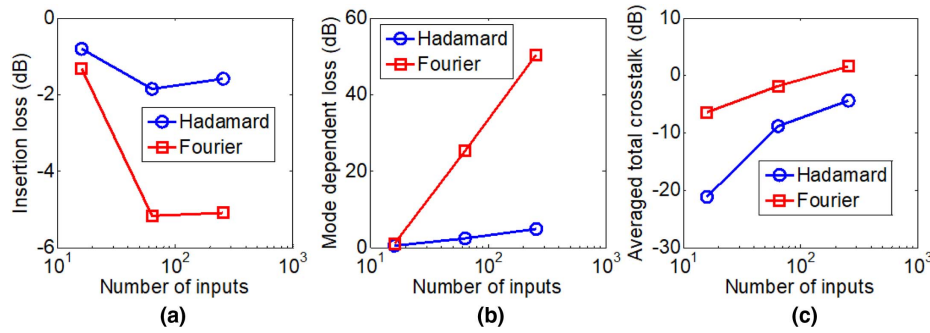 0
-2
-4
-6
Insertion loss (dB)
Hadamard
Fourier
10^1
10^2
10^3
Number of inputs
(a)
60
40
20
0
Mode dependent loss (dB)
Hadamard
Fourier
10^1
10^2
10^3
Number of inputs
(b)
10
0
-10
-20
-30
Averaged total crosstalk (dB)
Hadamard
Fourier
10^1
10^2
10^3
Number of inputs
(c)